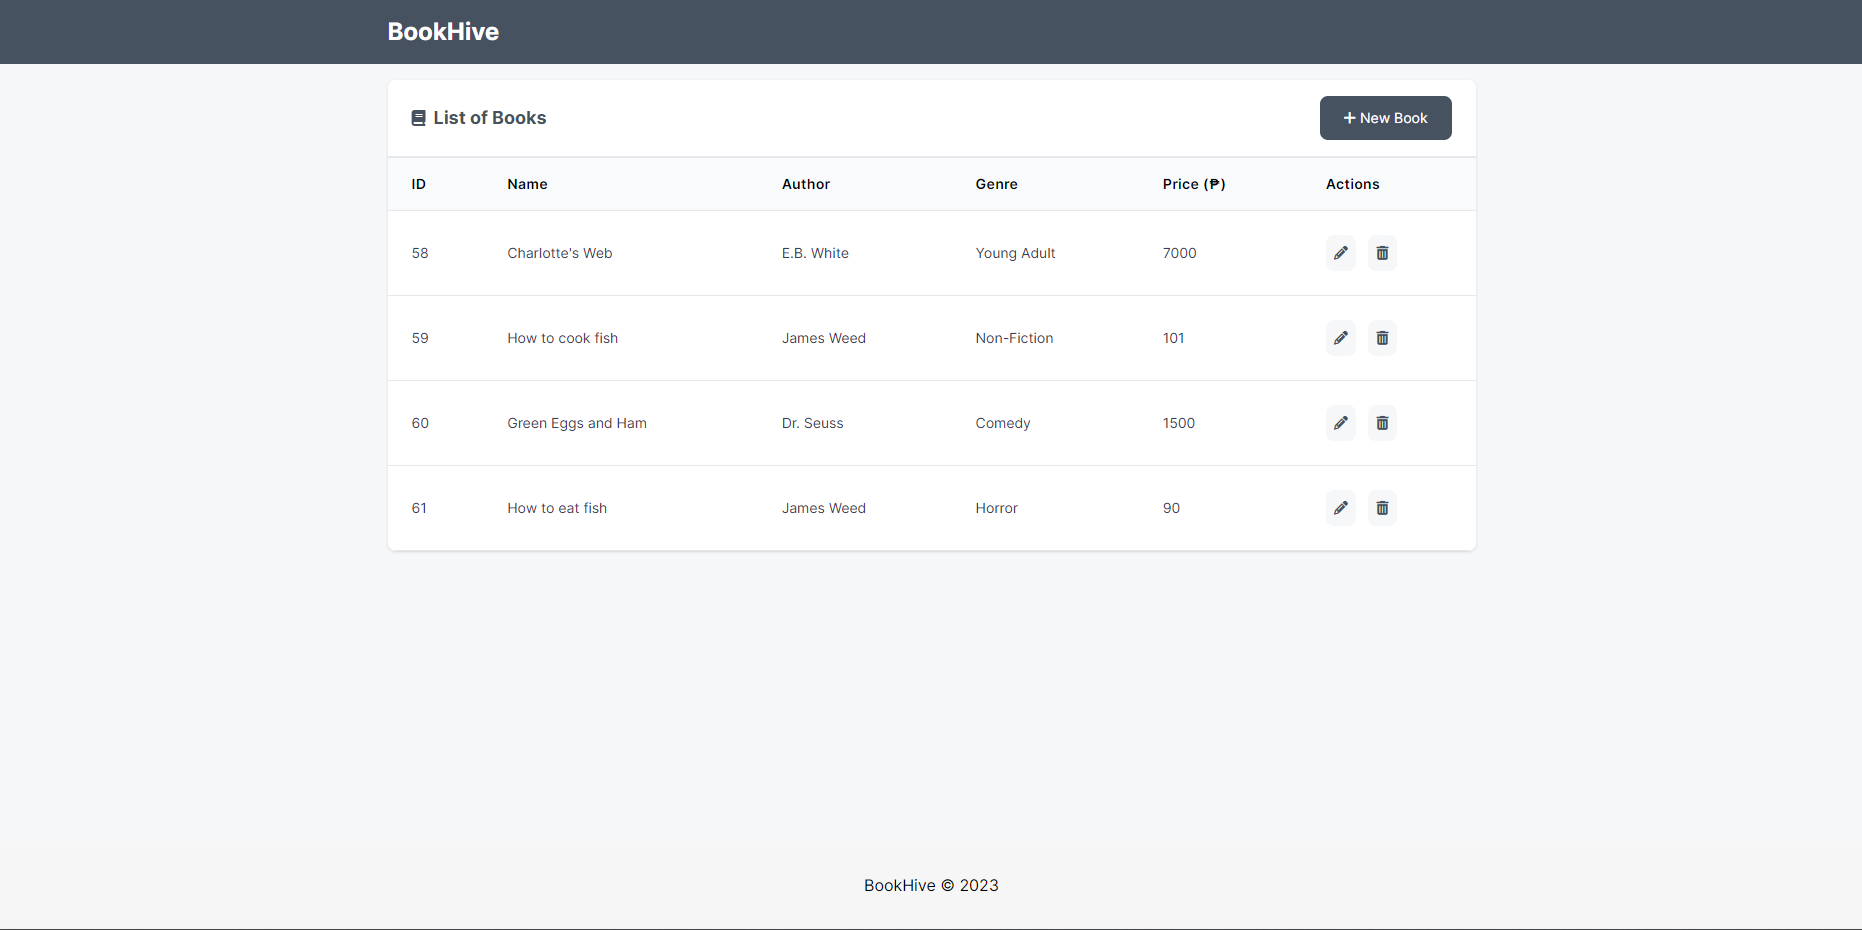 BookHive
List of Books
+ New Book
ID Name Author Genre Price (₱) Actions
58 Charlotte's Web E.B. White Young Adult 7000
59 How to cook fish James Weed Non-Fiction 101
60 Green Eggs and Ham Dr. Seuss Comedy 1500
61 How to eat fish James Weed Horror 90
BookHive © 2023